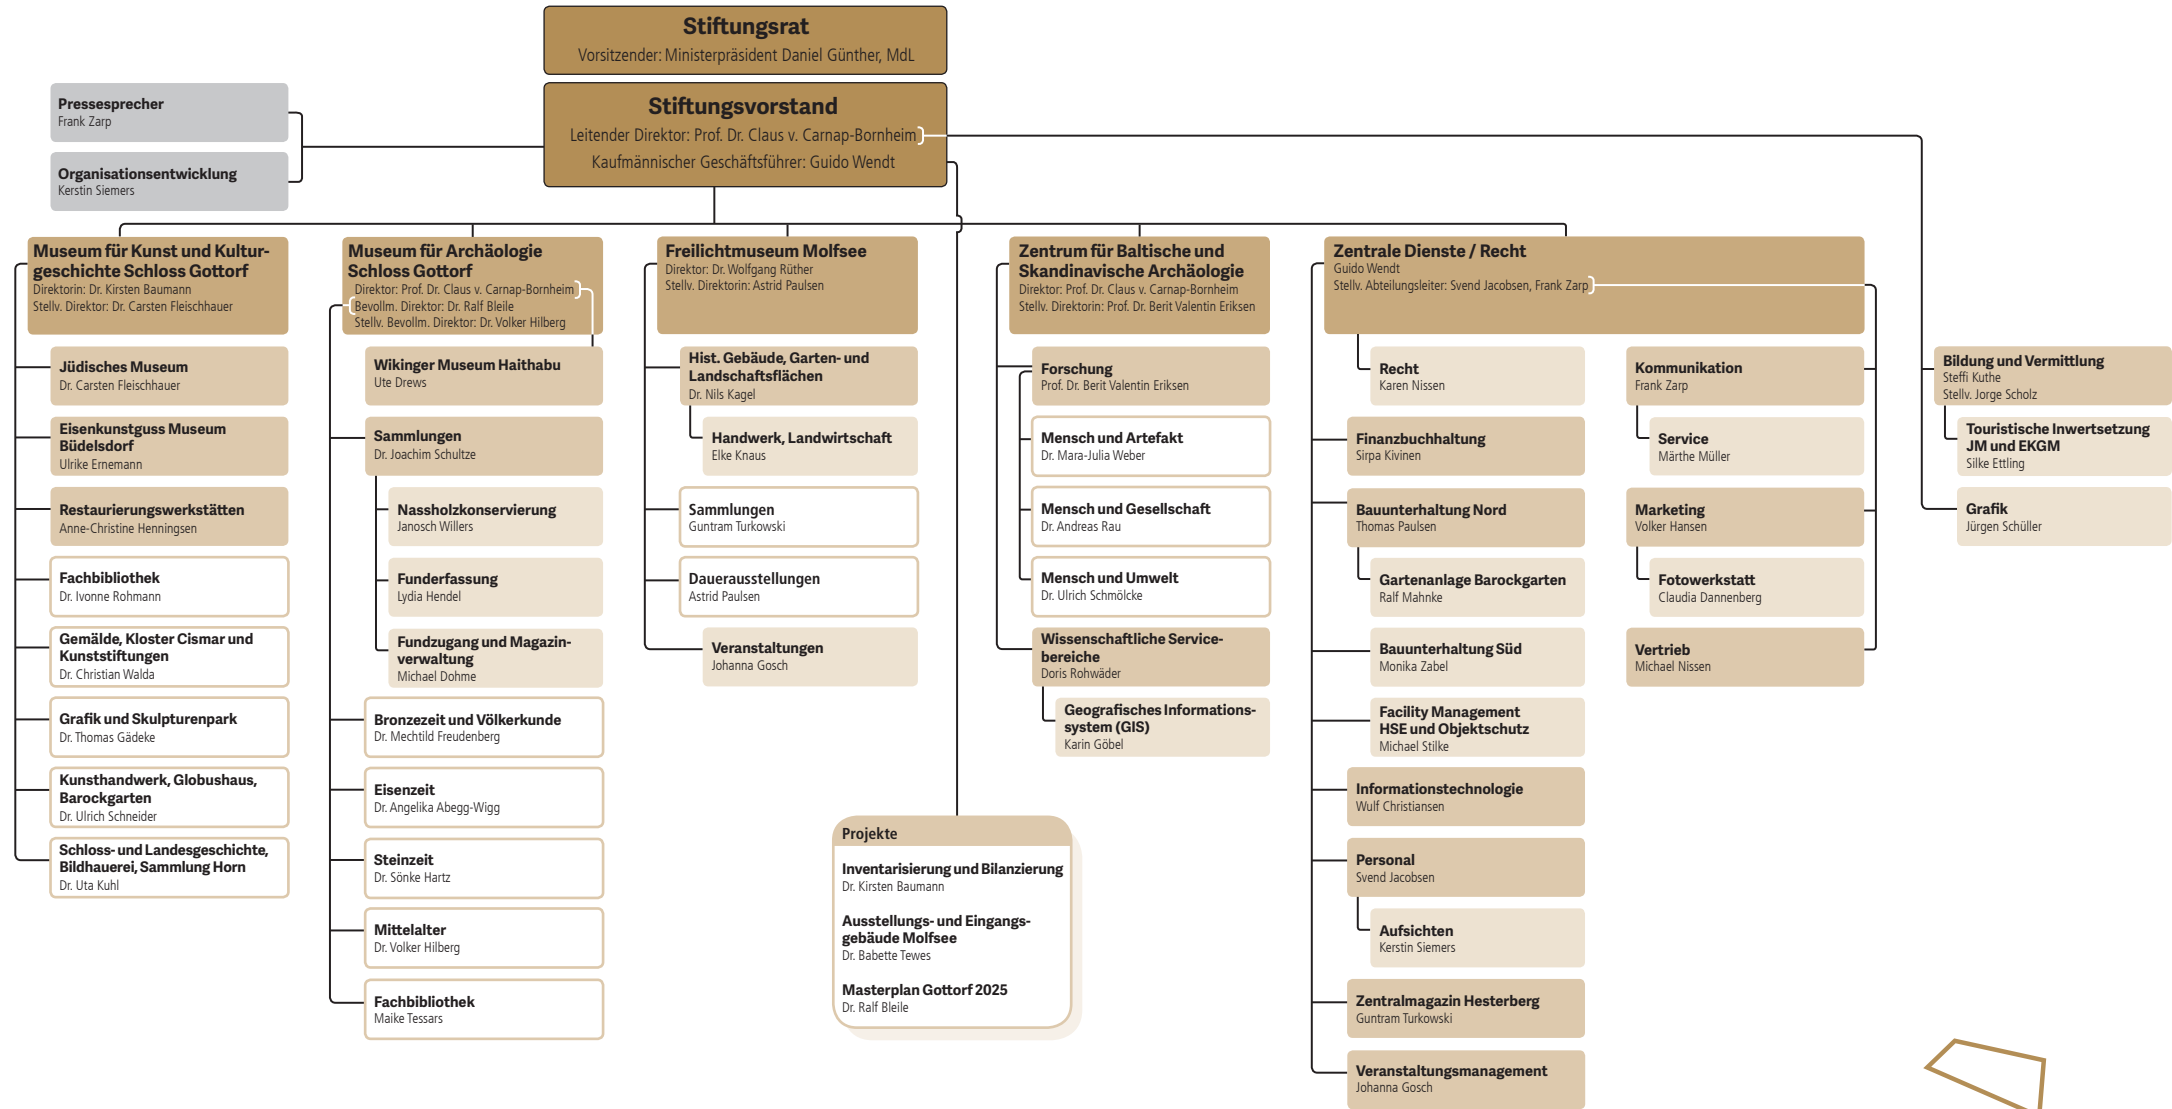 Stiftungsrat
Vorsitzender: Ministerpräsident Daniel Günther, MdL
Stiftungsvorstand
Leitender Direktor: Prof. Dr. Claus v. Carnap-Bornheim
Kaufmännischer Geschäftsführer: Guido Wendt
Pressesprecher
Frank Zarp
Organisationsentwicklung
Kerstin Siemers
Museum für Kunst und Kultur-
geschichte Schloss Gottorf
Direktorin: Dr. Kirsten Baumann
Stellv. Direktor: Dr. Carsten Fleischhauer
Jüdisches Museum
Dr. Carsten Fleischhauer
Eisenkunstguss Museum
Büdelsdorf
Ulrike Ernemann
Restaurierungswerkstätten
Anne-Christine Henningsen
Fachbibliothek
Dr. Ivonne Rohmann
Gemälde, Kloster Cismar und
Kunststiftungen
Dr. Christian Walda
Grafik und Skulpturenpark
Dr. Thomas Gädeke
Kunsthandwerk, Globushaus,
Barockgarten
Dr. Ulrich Schneider
Schloss- und Landesgeschichte,
Bildhauerei, Sammlung Horn
Dr. Uta Kuhl
Museum für Archäologie
Schloss Gottorf
Direktor: Prof. Dr. Claus v. Carnap-Bornheim
Bevollm. Direktor: Dr. Ralf Bleile
Stellv. Bevollm. Direktor: Dr. Volker Hilberg
Wikinger Museum Haithabu
Ute Drews
Sammlungen
Dr. Joachim Schultze
Nassholzkonservierung
Janosch Willers
Funderfassung
Lydia Hendel
Fundzugang und Magazin-
verwaltung
Michael Dohme
Bronzezeit und Völkerkunde
Dr. Mechtild Freudenberg
Eisenzeit
Dr. Angelika Abegg-Wigg
Steinzeit
Dr. Sönke Hartz
Mittelalter
Dr. Volker Hilberg
Fachbibliothek
Maike Tessars
Freilichtmuseum Molfsee
Direktor: Dr. Wolfgang Rüther
Stellv. Direktorin: Astrid Paulsen
Hist. Gebäude, Garten- und
Landschaftsflächen
Dr. Nils Kagel
Handwerk, Landwirtschaft
Elke Knaus
Sammlungen
Guntram Turkowski
Dauerausstellungen
Astrid Paulsen
Veranstaltungen
Johanna Gosch
Projekte
Inventarisierung und Bilanzierung
Dr. Kirsten Baumann
Ausstellungs- und Eingangs-
gebäude Molfsee
Dr. Babette Tewes
Masterplan Gottorf 2025
Dr. Ralf Bleile
Zentrum für Baltische und
Skandinavische Archäologie
Direktor: Prof. Dr. Claus v. Carnap-Bornheim
Stellv. Direktorin: Prof. Dr. Berit Valentin Eriksen
Forschung
Prof. Dr. Berit Valentin Eriksen
Mensch und Artefakt
Dr. Mara-Julia Weber
Mensch und Gesellschaft
Dr. Andreas Rau
Mensch und Umwelt
Dr. Ulrich Schmölcke
Wissenschaftliche Service-
bereiche
Doris Rohwäder
Geografisches Informations-
system (GIS)
Karin Göbel
Zentrale Dienste / Recht
Guido Wendt
Stellv. Abteilungsleiter: Svend Jacobsen, Frank Zarp
Recht
Karen Nissen
Finanzbuchhaltung
Sirpa Kivinen
Bauunterhaltung Nord
Thomas Paulsen
Gartenanlage Barockgarten
Ralf Mahnke
Bauunterhaltung Süd
Monika Zabel
Facility Management
HSE und Objektschutz
Michael Stilke
Informationstechnologie
Wulf Christiansen
Personal
Svend Jacobsen
Aufsichten
Kerstin Siemers
Zentralmagazin Hesterberg
Guntram Turkowski
Veranstaltungsmanagement
Johanna Gosch
Kommunikation
Frank Zarp
Service
Märthe Müller
Marketing
Volker Hansen
Fotowerkstatt
Claudia Dannenberg
Vertrieb
Michael Nissen
Bildung und Vermittlung
Steffi Kuthe
Stellv. Jorge Scholz
Touristische Inwertsetzung
JM und EKGM
Silke Ettling
Grafik
Jürgen Schüller